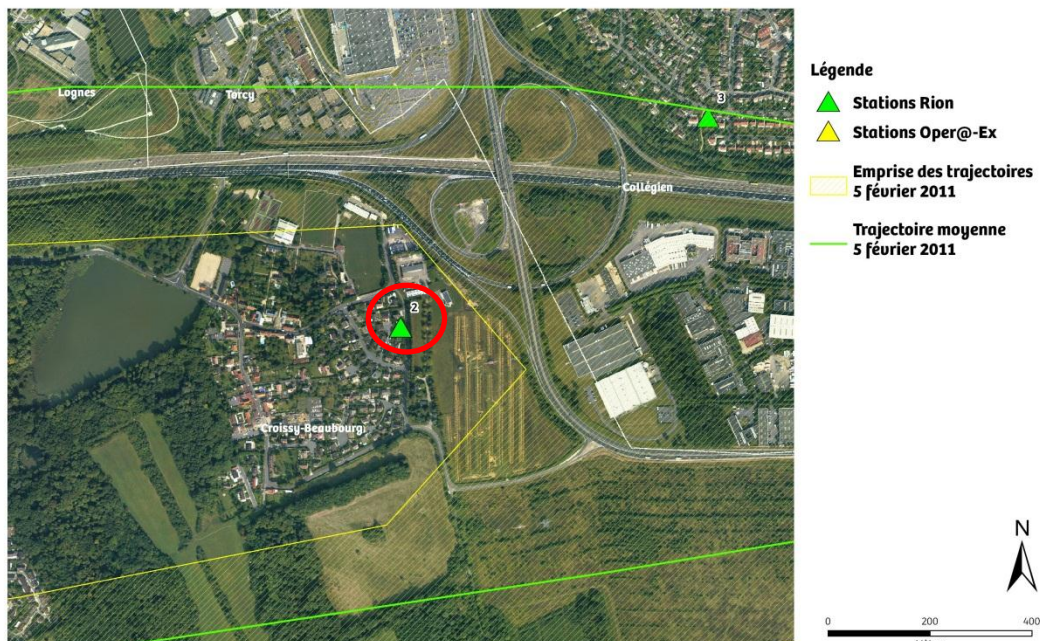 Lognes
Torcy
3
Collégien
2
Croissy-Beaubourg
Légende
Stations Rion
Stations Oper@-Ex
Emprise des trajectoires
5 février 2011
Trajectoire moyenne
5 février 2011
N
0 200 400